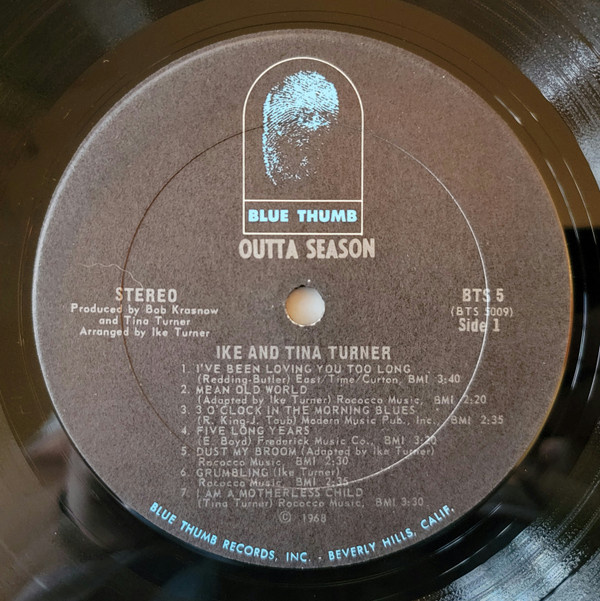 BLUE THUMB
OUTTA SEASON
STEREO
Produced by Bob Krasnow
and Tina Turner
Arranged by Ike Turner
BTS 5
(BTS 5009)
Side 1
IKE AND TINA TURNER
1. I'VE BEEN LOVING YOU TOO LONG
(Redding-Butler) East/Time/Curton, BMI 3:40
2. MEAN OLD WORLD
(Adapted by Ike Turner) Rococco Music, BMI 2:20
3. 3 O'CLOCK IN THE MORNING BLUES
(R. King-J. Taub) Modern Music Pub., Inc., BMI 2:35
4. FIVE LONG YEARS
(E. Boyd) Frederick Music Co., BMI 3:20
5. DUST MY BROOM (Adapted by Ike Turner)
Rococco Music, BMI 2:30
6. GRUMBLING (Ike Turner)
Rococco Music, BMI 2:35
7. I AM A MOTHERLESS CHILD
(Tina Turner) Rococco Music, BMI 3:30
© 1968
BLUE THUMB RECORDS, INC. • BEVERLY HILLS, CALIF.